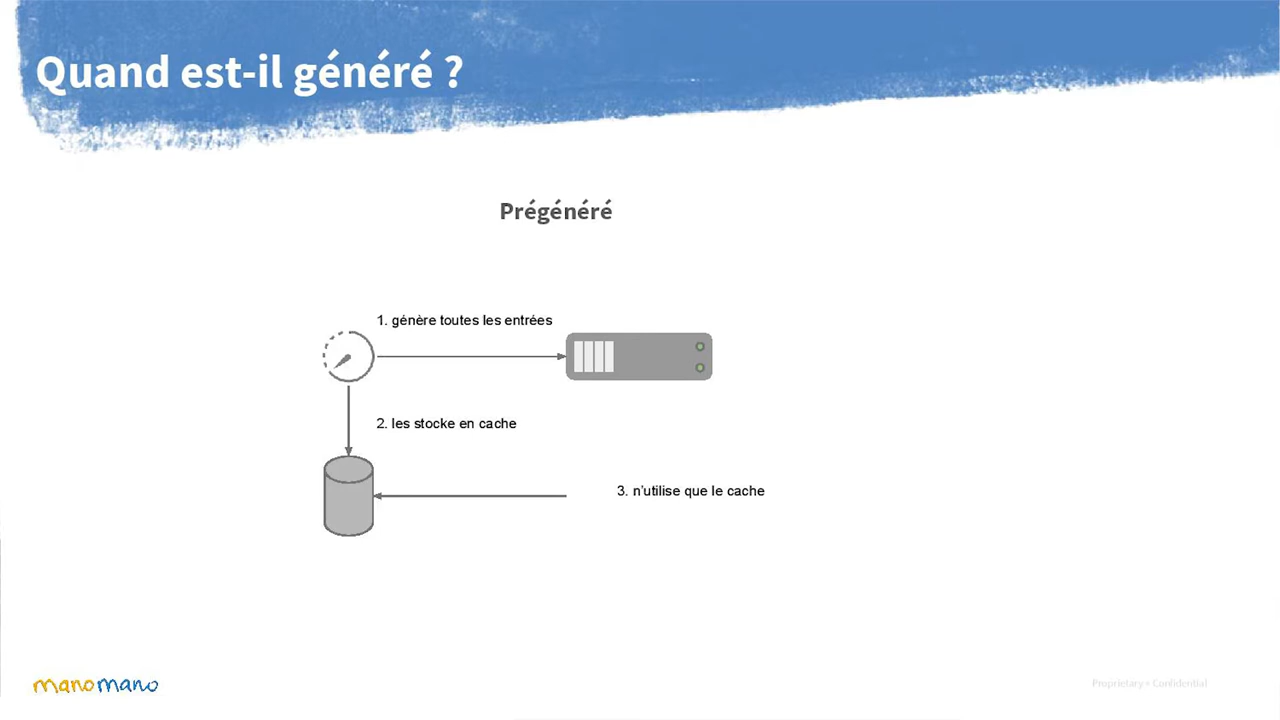 Quand est-il généré ?
Prégénéré
1. génère toutes les entrées
2. les stocke en cache
3. n'utilise que le cache
manomano
Proprietary + Confidential